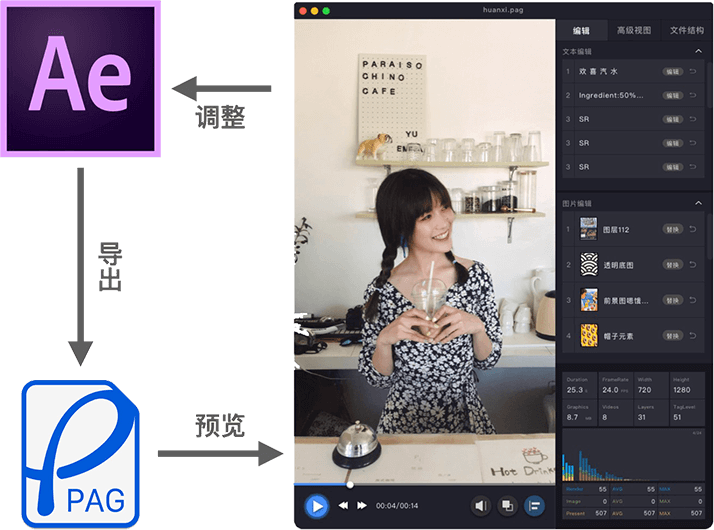 Ae
调整
导出
PAG
预览
huanxi.pag
PARAISO
CHINO
CAFE
YU
Hot Drinks
00:04/00:14
编辑 高级视图 文件结构
文本编辑
1 欢喜汽水 编辑
2 Ingredient:50%... 编辑
3 SR 编辑
3 SR 编辑
3 SR 编辑
图片编辑
1 图层112 替换
2 透明底图 替换
3 前景图嗯饿... 替换
4 帽子元素 替换
Duration FrameRate Width Height
25.3 24.0 720 1280
Graphics Videos Layers TagLevel
8.7 8 31 51
Render 55 AVG 55 MAX 55
Image 0 AVG 0 MAX 0
Present 507 AVG 507 MAX 507